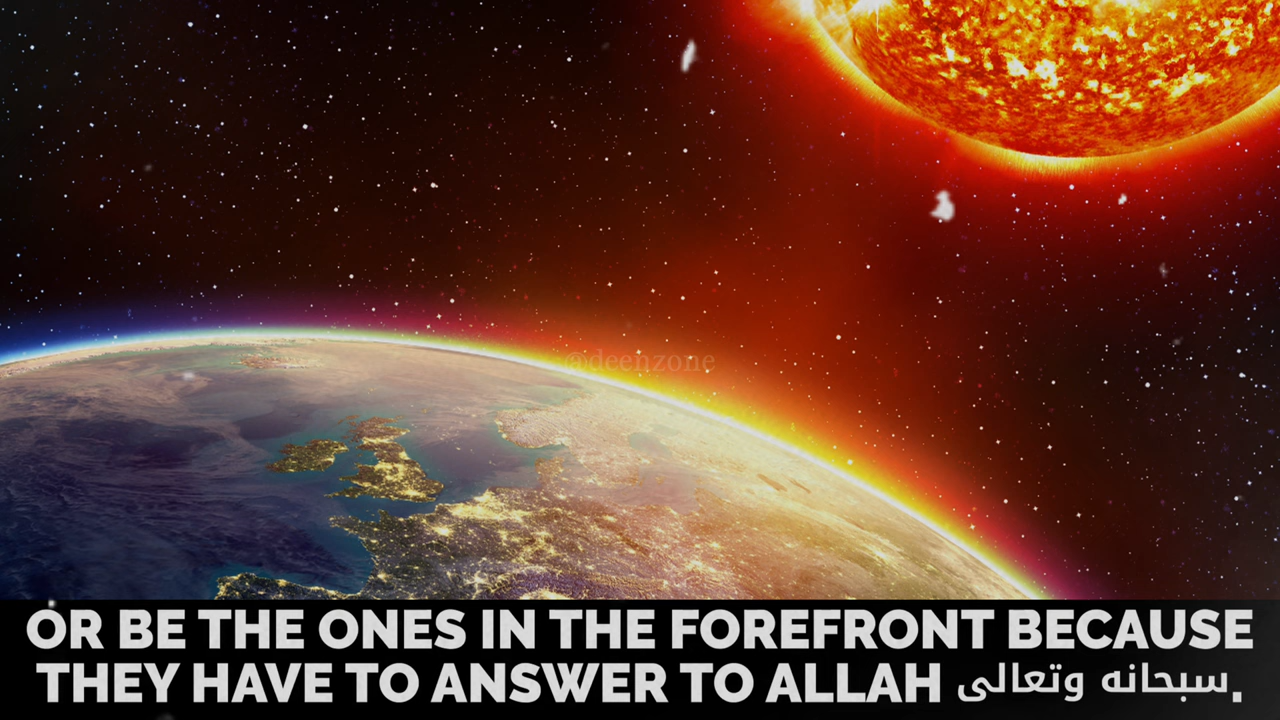 @deenzone
OR BE THE ONES IN THE FOREFRONT BECAUSE
THEY HAVE TO ANSWER TO ALLAH سبحانه وتعالى.